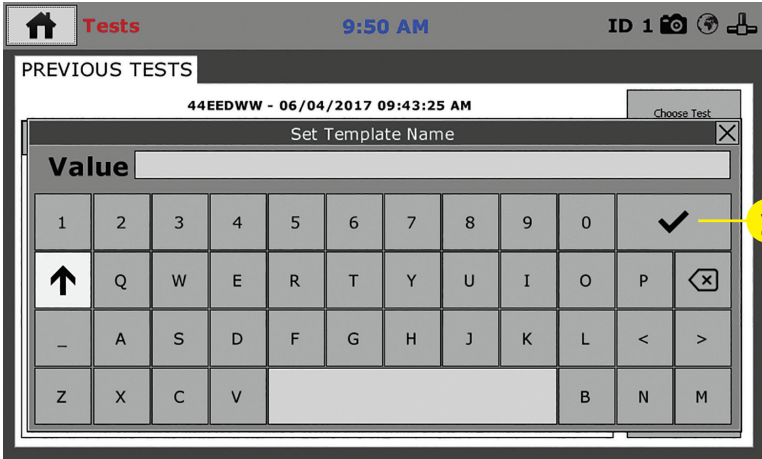 Tests 9:50 AM ID 1
PREVIOUS TESTS
44EEDWW - 06/04/2017 09:43:25 AM
Choose Test
Set Template Name
Value
1 2 3 4 5 6 7 8 9 0
Q W E R T Y U I O P
_ A S D F G H J K L < >
Z X C V B N M